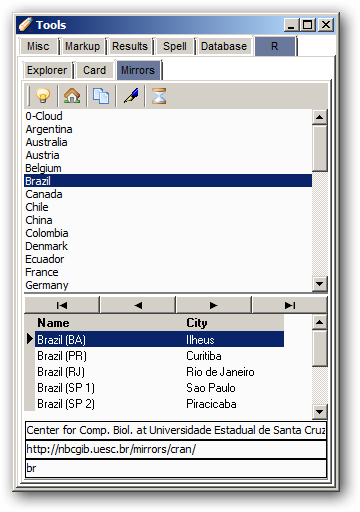 Tools
Misc Markup Results Spell Database R
Explorer Card Mirrors
0-Cloud
Argentina
Australia
Austria
Belgium
Brazil
Canada
Chile
China
Colombia
Denmark
Ecuador
France
Germany
Name City
Brazil (BA) Ilheus
Brazil (PR) Curitiba
Brazil (RJ) Rio de Janeiro
Brazil (SP 1) Sao Paulo
Brazil (SP 2) Piracicaba
Center for Comp. Biol. at Universidade Estadual de Santa Cruz
http://nbcgib.uesc.br/mirrors/cran/
br